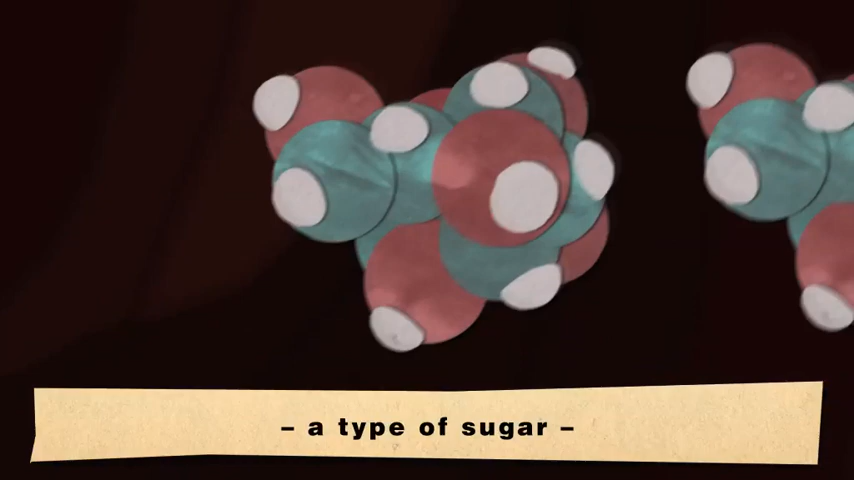 – a type of sugar –